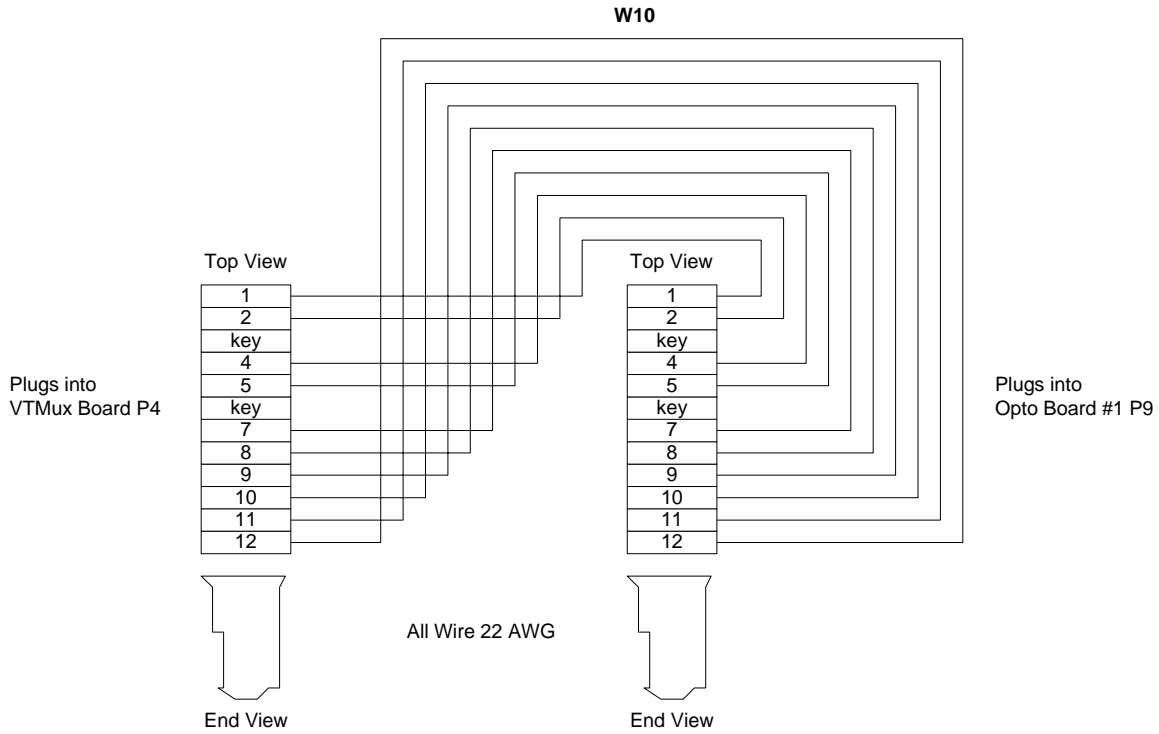 W10
Top View
Top View
1
2
key
4
5
key
7
8
9
10
11
12
1
2
key
4
5
key
7
8
9
10
11
12
Plugs into
VTMux Board P4
Plugs into
Opto Board #1 P9
All Wire 22 AWG
End View
End View